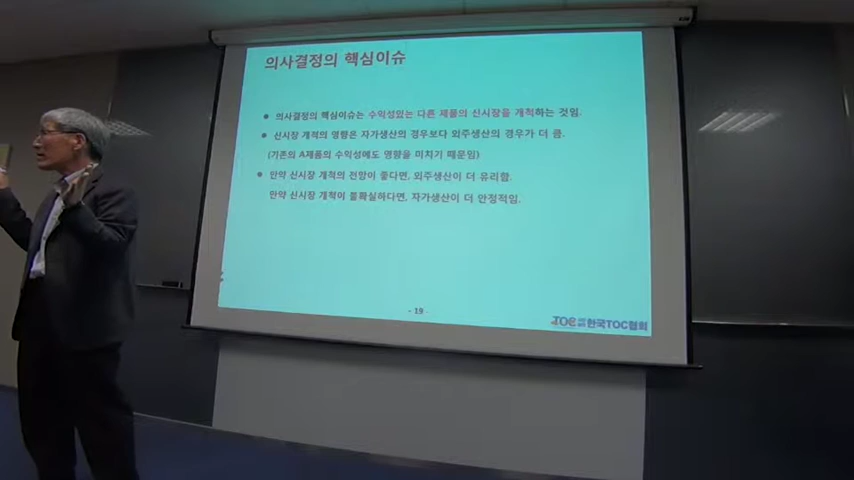 의사결정의 핵심이슈
● 의사결정의 핵심이슈는 수익성있는 다른 제품의 신시장을 개척하는 것임.
● 신시장 개척의 영향은 자가생산의 경우보다 외주생산의 경우가 더 큼.
(기존의 A제품의 수익성에도 영향을 미치기 때문임)
● 만약 신시장 개척의 전망이 좋다면, 외주생산이 더 유리함.
만약 신시장 개척이 불확실하다면, 자가생산이 더 안정적임.
- 19 -
TOC 한국TOC협회